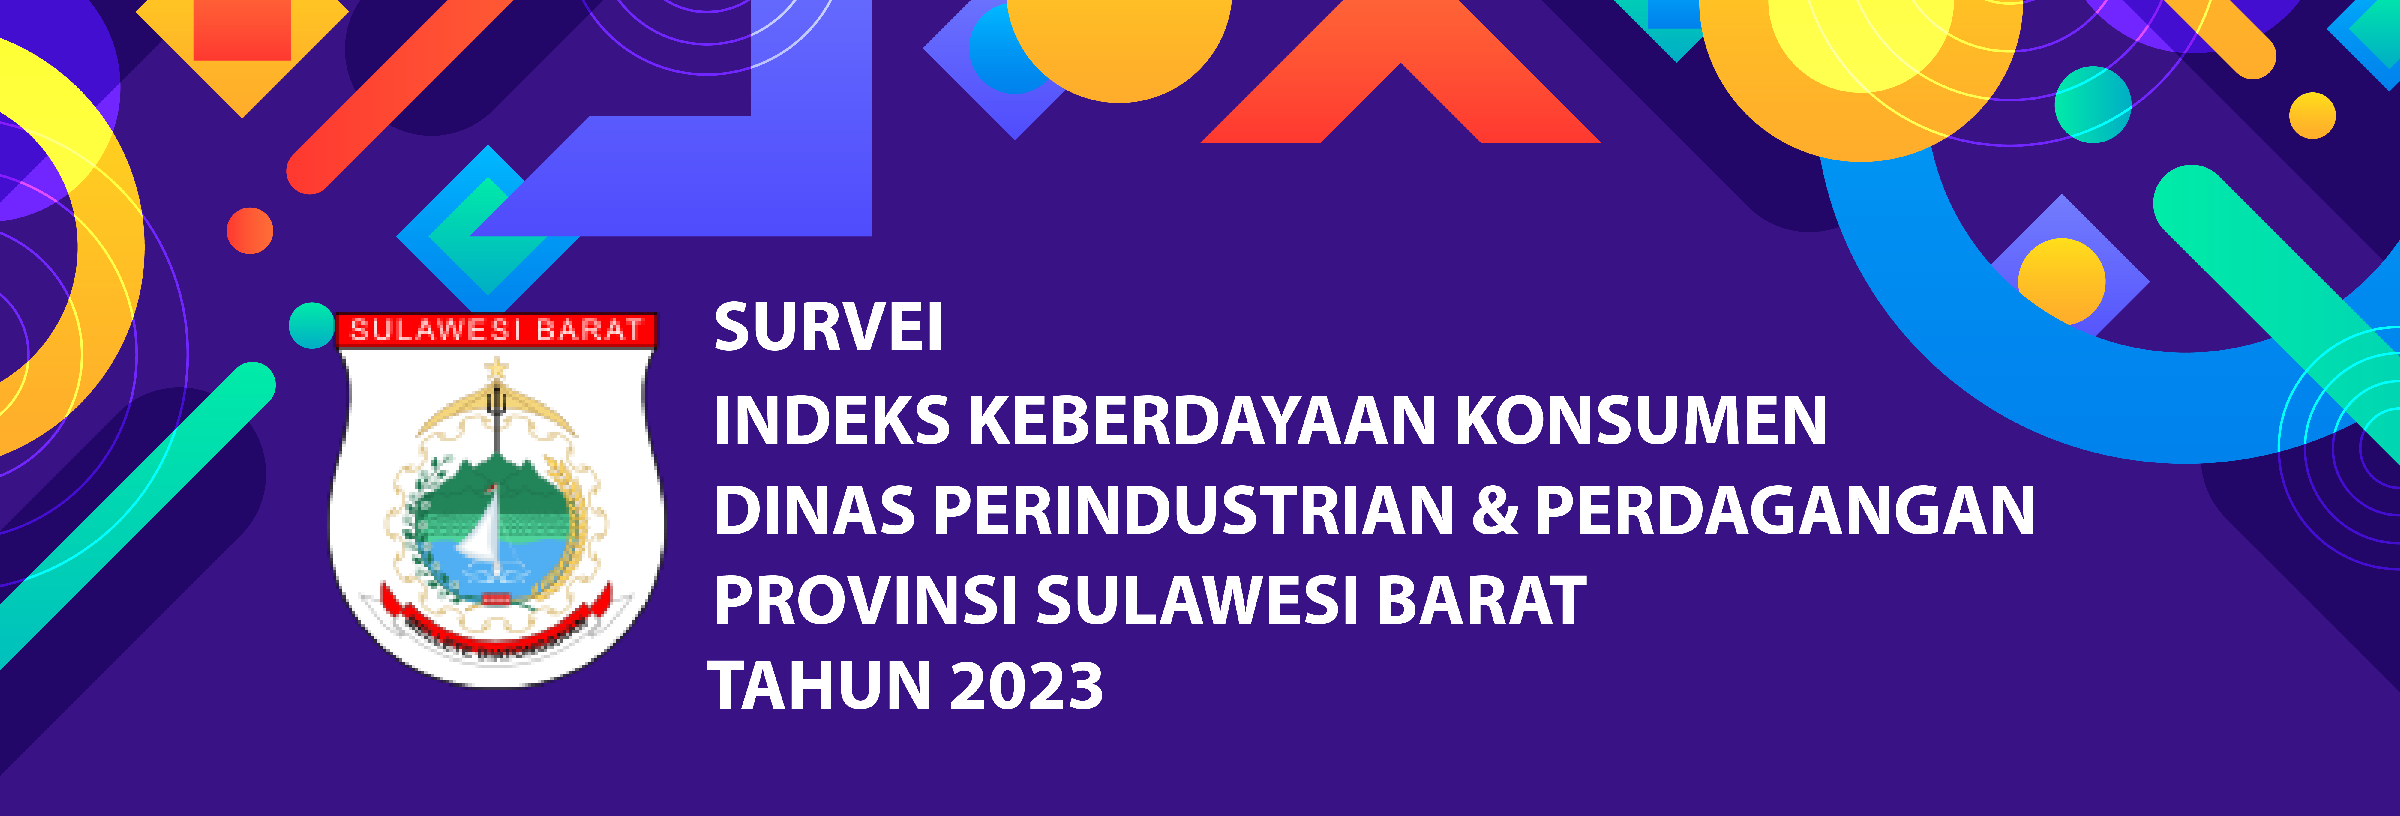 SULAWESI BARAT
SURVEI
INDEKS KEBERDAYAAN KONSUMEN
DINAS PERINDUSTRIAN & PERDAGANGAN
PROVINSI SULAWESI BARAT
TAHUN 2023